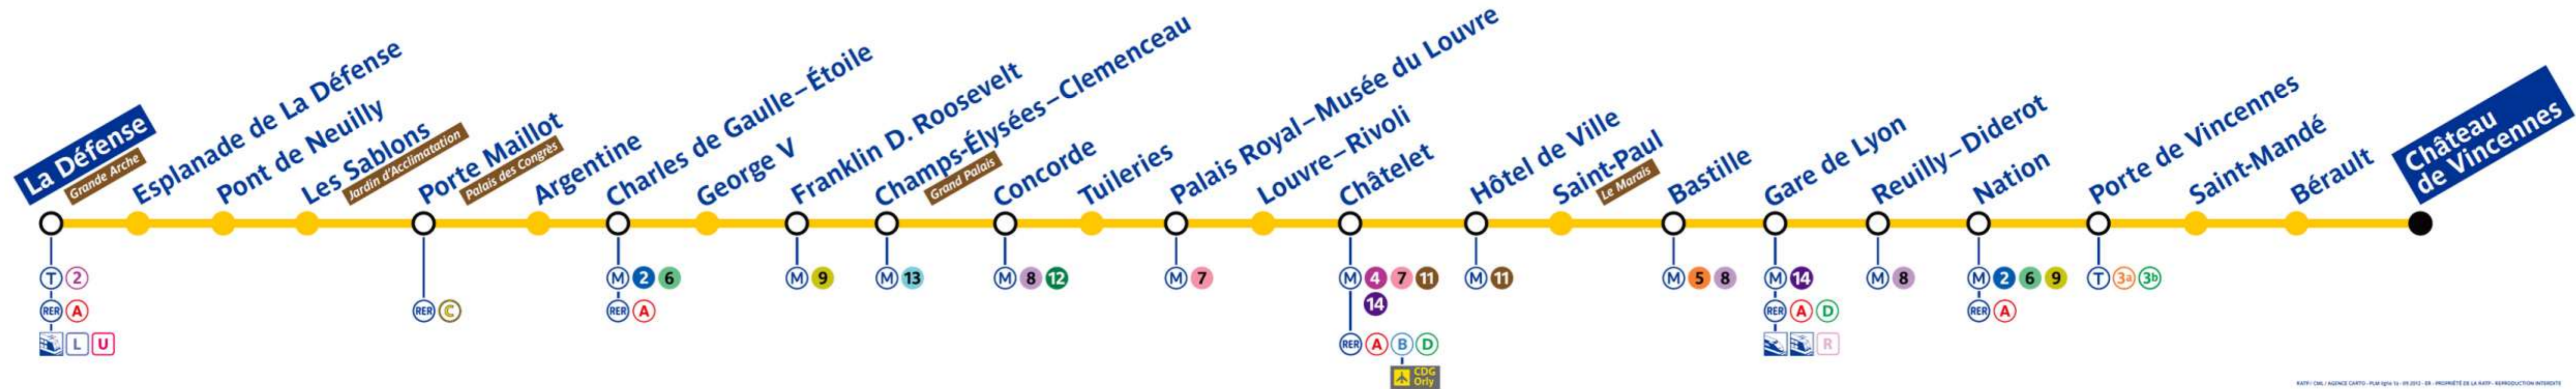 La Défense
Grande Arche
Esplanade de La Défense
Pont de Neuilly
Les Sablons
Jardin d'Acclimatation
Porte Maillot
Palais des Congrès
Argentine
Charles de Gaulle–Étoile
George V
Franklin D. Roosevelt
Champs-Élysées–Clemenceau
Grand Palais
Concorde
Tuileries
Palais Royal–Musée du Louvre
Louvre–Rivoli
Châtelet
Hôtel de Ville
Saint-Paul
Le Marais
Bastille
Gare de Lyon
Reuilly–Diderot
Nation
Porte de Vincennes
Saint-Mandé
Bérault
Château
de Vincennes
T 2
RER A
L U
RER C
M 2 6
RER A
M 9
M 13
M 8 12
M 7
M 4 7 11
14
RER A B D
CDG
Orly
M 11
M 5 8
M 14
RER A D
R
M 8
M 2 6 9
RER A
T 3a 3b